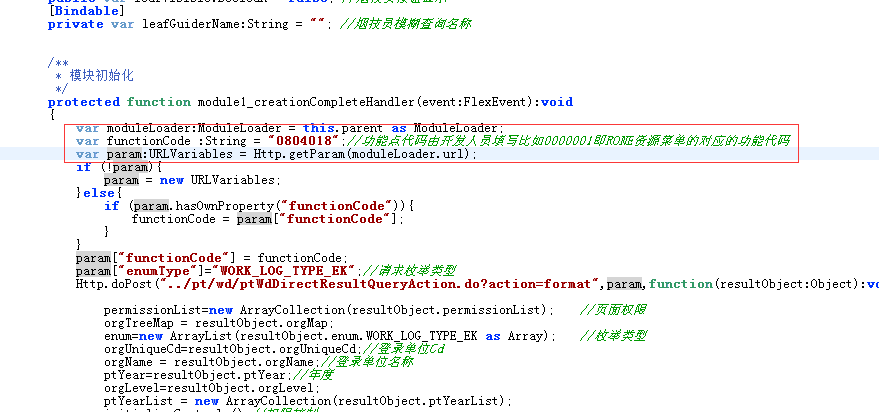 [Bindable]
private var leafGuiderName:String = ""; //烟技员模糊查询名称
/**
* 模块初始化
*/
protected function module1_creationCompleteHandler(event:FlexEvent):void
{
var moduleLoader:ModuleLoader = this.parent as ModuleLoader;
var functionCode :String = "0804018";//功能点代码由开发人员填写比如0000001即ROME资源菜单的对应的功能代码
var param:URLVariables = Http.getParam(moduleLoader.url);
if (!param){
param = new URLVariables;
}else{
if (param.hasOwnProperty("functionCode")){
functionCode = param["functionCode"];
}
}
param["functionCode"] = functionCode;
param["enumType"]="WORK_LOG_TYPE_EK";//请求枚举类型
Http.doPost("../pt/wd/ptWdDirectResultQueryAction.do?action=format",param,function(resultObject:Object):vo
permissionList=new ArrayCollection(resultObject.permissionList); //页面权限
orgTreeMap = resultObject.orgMap;
enum=new ArrayList(resultObject.enum.WORK_LOG_TYPE_EK as Array); //枚举类型
orgUniqueCd=resultObject.orgUniqueCd;//登录单位Cd
orgName = resultObject.orgName;//登录单位名称
ptYear=resultObject.ptYear;//年度
orgLevel=resultObject.orgLevel;
ptYearList = new ArrayCollection(resultObject.ptYearList);